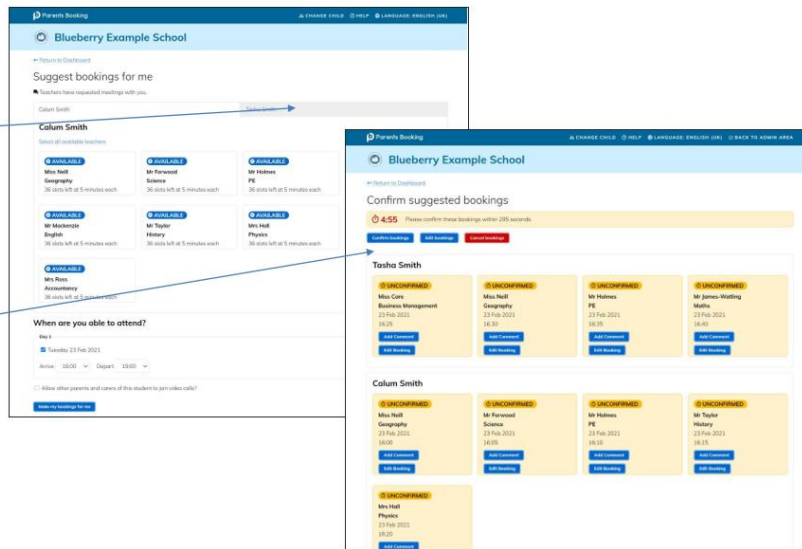 Parents Booking
CHANGE CHILD HELP LANGUAGE: ENGLISH (UK)
Blueberry Example School
Return to Dashboard
Suggest bookings for me
Teachers have requested meetings with you.
Calum Smith Tasha Smith
Calum Smith
Select all available teachers
AVAILABLE AVAILABLE AVAILABLE
Miss Neill Mr Farwood Mr Holmes
Geography Science PE
36 slots left at 5 minutes each 36 slots left at 5 minutes each 36 slots left at 5 minutes each
AVAILABLE AVAILABLE AVAILABLE
Mr Mackenzie Mr Taylor Mrs Hall
English History Physics
36 slots left at 5 minutes each 36 slots left at 5 minutes each 36 slots left at 5 minutes each
AVAILABLE
Mrs Ross
Accountancy
36 slots left at 5 minutes each
When are you able to attend?
Day 1
Tuesday 23 Feb 2021
Arrive 16:00 Depart 19:00
Allow other parents and carers of this student to join video calls?
Make my bookings for me
Parents Booking
CHANGE CHILD HELP LANGUAGE: ENGLISH (UK) BACK TO ADMIN AREA
Blueberry Example School
Return to Dashboard
Confirm suggested bookings
4:55 Please confirm these bookings within 295 seconds
Confirm bookings Edit bookings Cancel bookings
Tasha Smith
UNCONFIRMED UNCONFIRMED UNCONFIRMED UNCONFIRMED
Miss Care Miss Neill Mr Holmes Mr James-Watling
Business Management Geography PE Maths
23 Feb 2021 23 Feb 2021 23 Feb 2021 23 Feb 2021
16:25 16:30 16:35 16:40
Add Comment Add Comment Add Comment Add Comment
Edit Booking Edit Booking Edit Booking Edit Booking
Calum Smith
UNCONFIRMED UNCONFIRMED UNCONFIRMED UNCONFIRMED
Miss Neill Mr Farwood Mr Holmes Mr Taylor
Geography Science PE History
23 Feb 2021 23 Feb 2021 23 Feb 2021 23 Feb 2021
16:00 16:05 16:10 16:15
Add Comment Add Comment Add Comment Add Comment
Edit Booking Edit Booking Edit Booking Edit Booking
UNCONFIRMED
Mrs Hall
Physics
23 Feb 2021
16:20
Add Comment